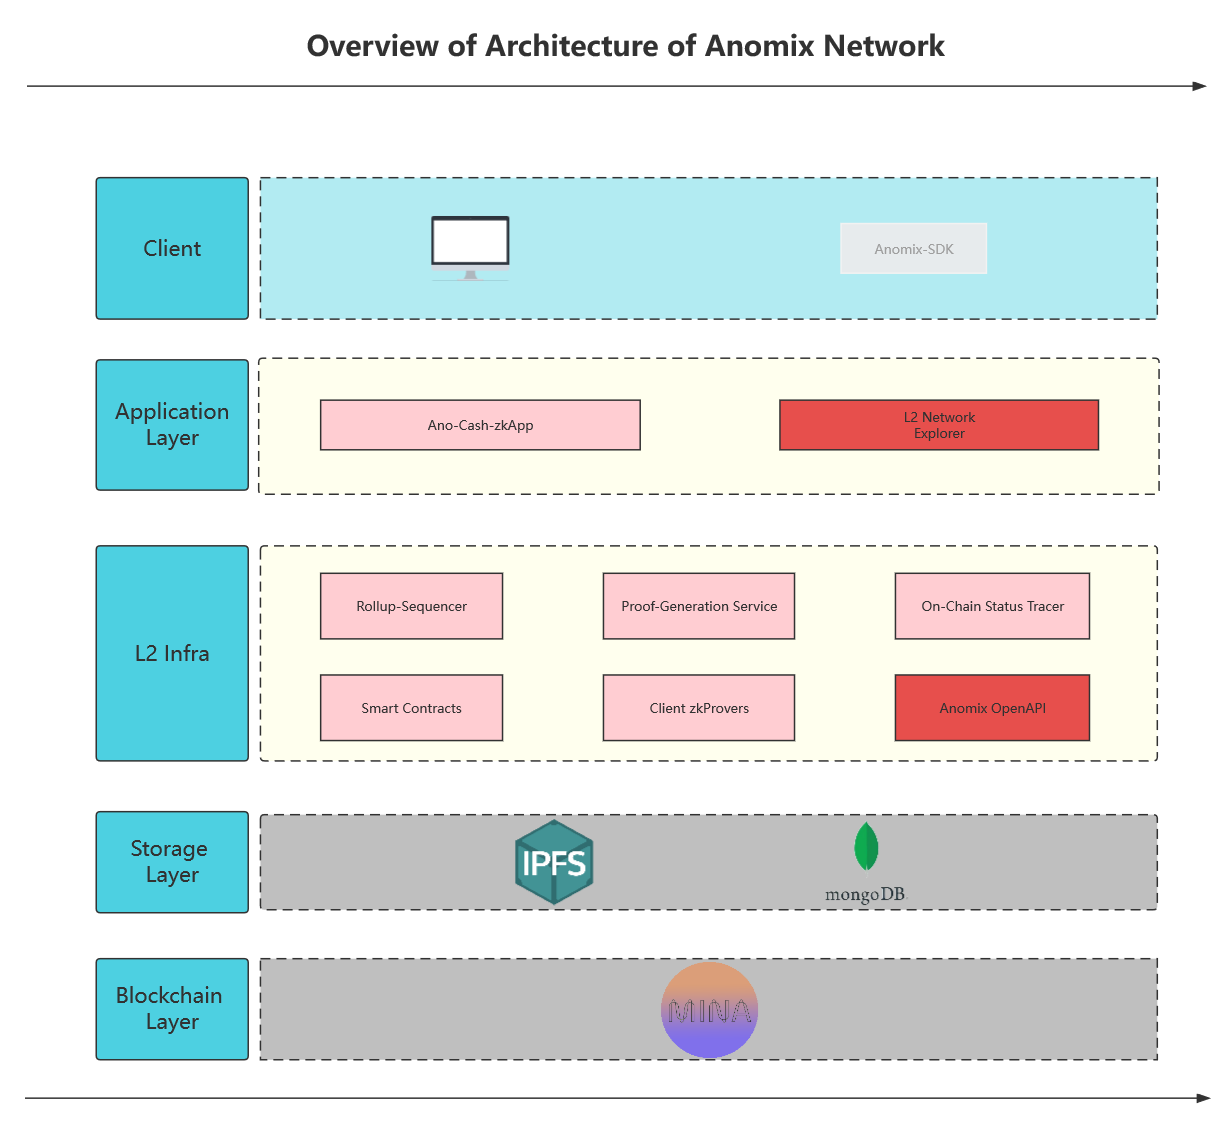 Overview of Architecture of Anomix Network
Client
Anomix-SDK
Application
Layer
Ano-Cash-zkApp
L2 Network
Explorer
L2 Infra
Rollup-Sequencer
Proof-Generation Service
On-Chain Status Tracer
Smart Contracts
Client zkProvers
Anomix OpenAPI
Storage
Layer
IPFS
mongoDB
Blockchain
Layer
MINA